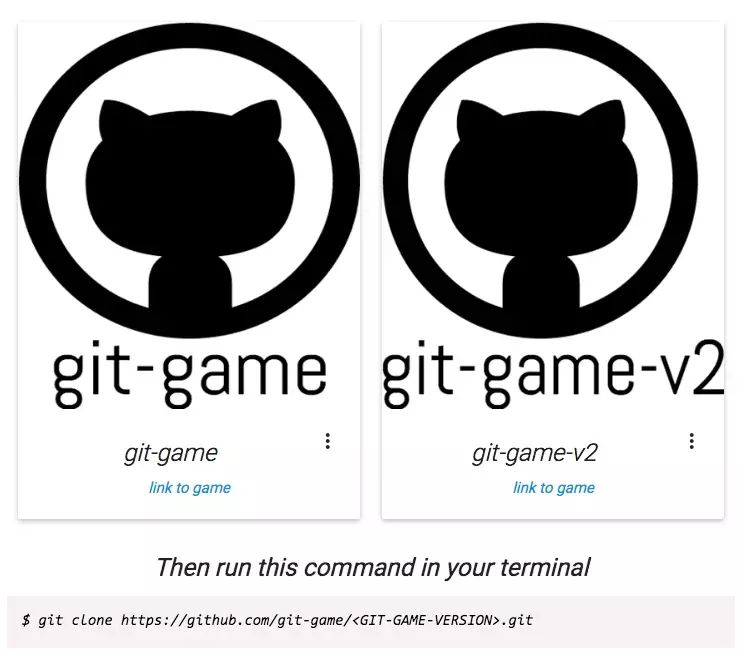 git-game
git-game-v2
git-game
link to game
git-game-v2
link to game
Then run this command in your terminal
$ git clone https://github.com/git-game/<GIT-GAME-VERSION>.git